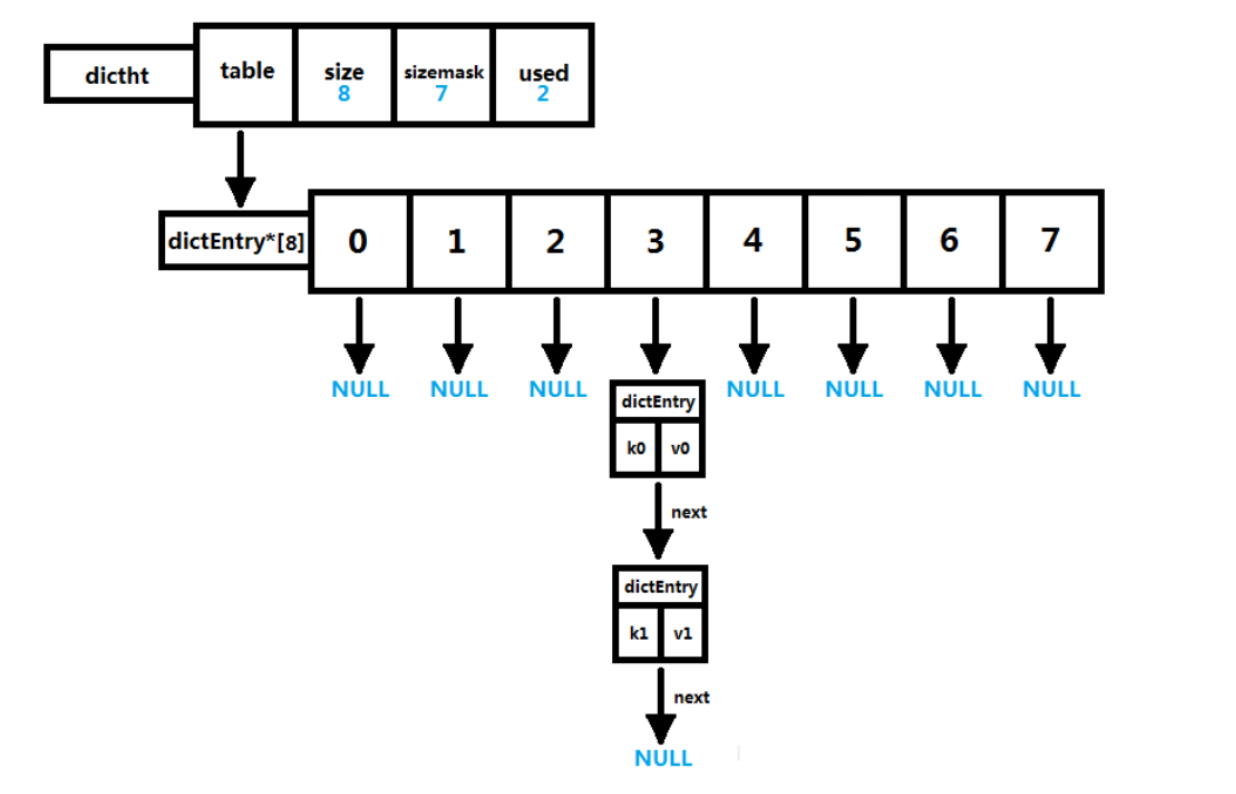 dictht
table
size
8
sizemask
7
used
2
dictEntry*[8]
0 1 2 3 4 5 6 7
NULL NULL NULL NULL NULL NULL NULL
dictEntry
k0 v0
next
dictEntry
k1 v1
next
NULL